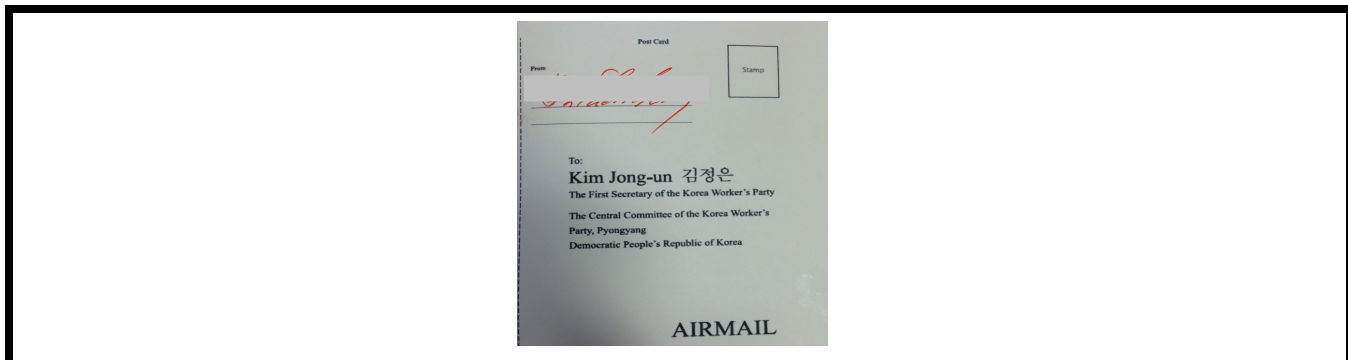 Post Card
From
Stamp
To:
Kim Jong-un 김정은
The First Secretary of the Korea Worker's Party
The Central Committee of the Korea Worker's
Party, Pyongyang
Democratic People's Republic of Korea
AIRMAIL